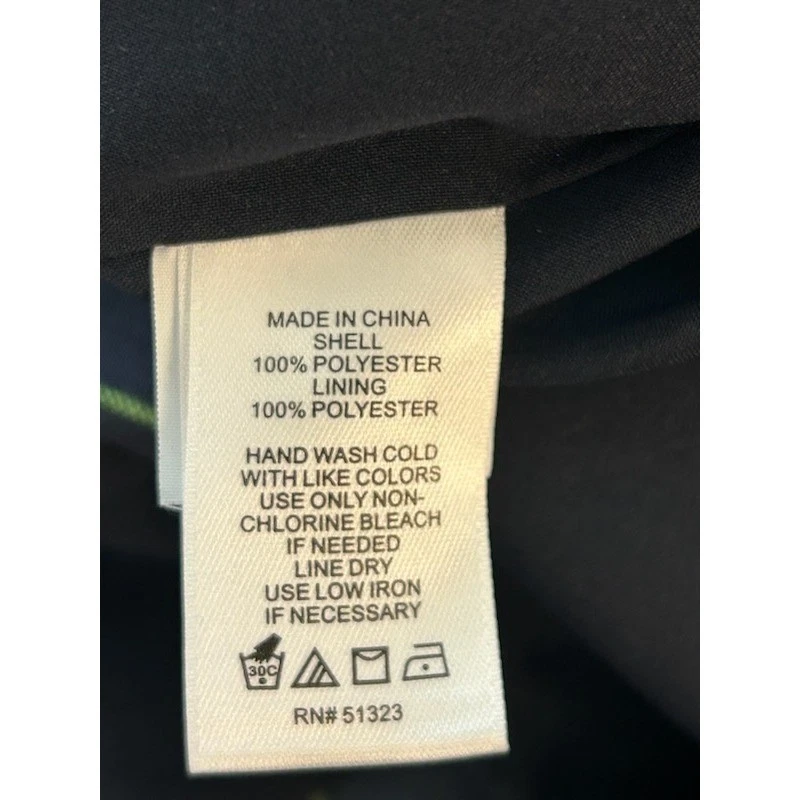 MADE IN CHINA
SHELL
100% POLYESTER
LINING
100% POLYESTER
HAND WASH COLD
WITH LIKE COLORS
USE ONLY NON-
CHLORINE BLEACH
IF NEEDED
LINE DRY
USE LOW IRON
IF NECESSARY
30C
RN# 51323